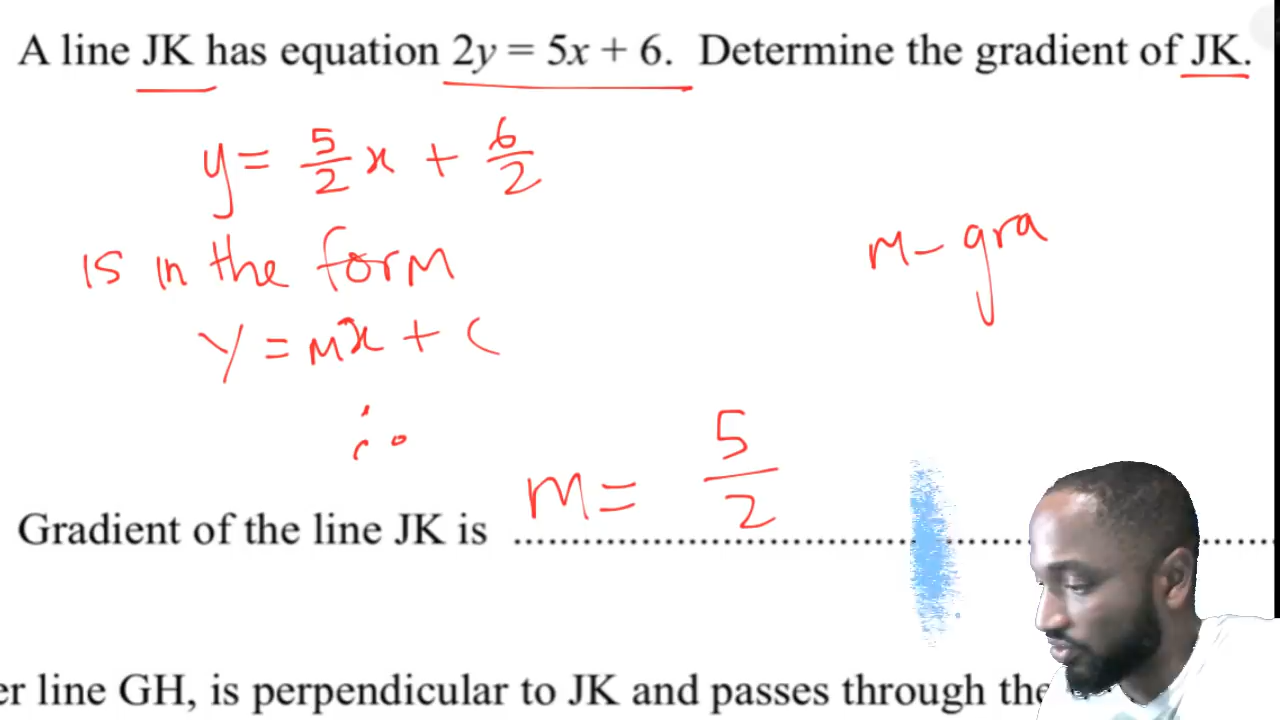 A line JK has equation 2y = 5x + 6. Determine the gradient of JK.
y = 5/2 x + 6/2
is in the form
m - gra
y = mx + c
∴
m = 5/2
Gradient of the line JK is ........................................................
er line GH, is perpendicular to JK and passes through the